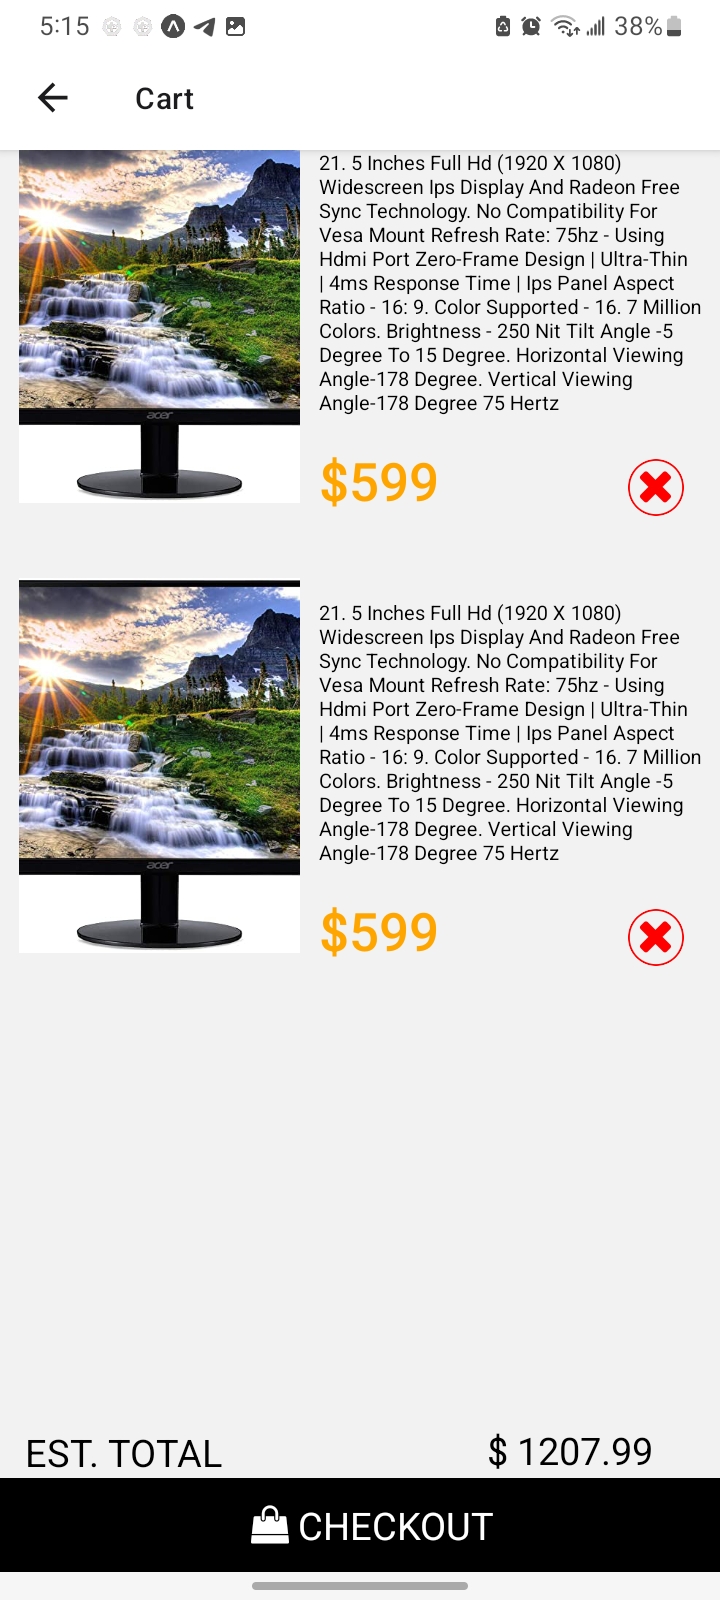 5:15
38%
Cart
21. 5 Inches Full Hd (1920 X 1080)
Widescreen Ips Display And Radeon Free
Sync Technology. No Compatibility For
Vesa Mount Refresh Rate: 75hz - Using
Hdmi Port Zero-Frame Design | Ultra-Thin
| 4ms Response Time | Ips Panel Aspect
Ratio - 16: 9. Color Supported - 16. 7 Million
Colors. Brightness - 250 Nit Tilt Angle -5
Degree To 15 Degree. Horizontal Viewing
Angle-178 Degree. Vertical Viewing
Angle-178 Degree 75 Hertz
acer
$599
21. 5 Inches Full Hd (1920 X 1080)
Widescreen Ips Display And Radeon Free
Sync Technology. No Compatibility For
Vesa Mount Refresh Rate: 75hz - Using
Hdmi Port Zero-Frame Design | Ultra-Thin
| 4ms Response Time | Ips Panel Aspect
Ratio - 16: 9. Color Supported - 16. 7 Million
Colors. Brightness - 250 Nit Tilt Angle -5
Degree To 15 Degree. Horizontal Viewing
Angle-178 Degree. Vertical Viewing
Angle-178 Degree 75 Hertz
acer
$599
EST. TOTAL
$ 1207.99
CHECKOUT